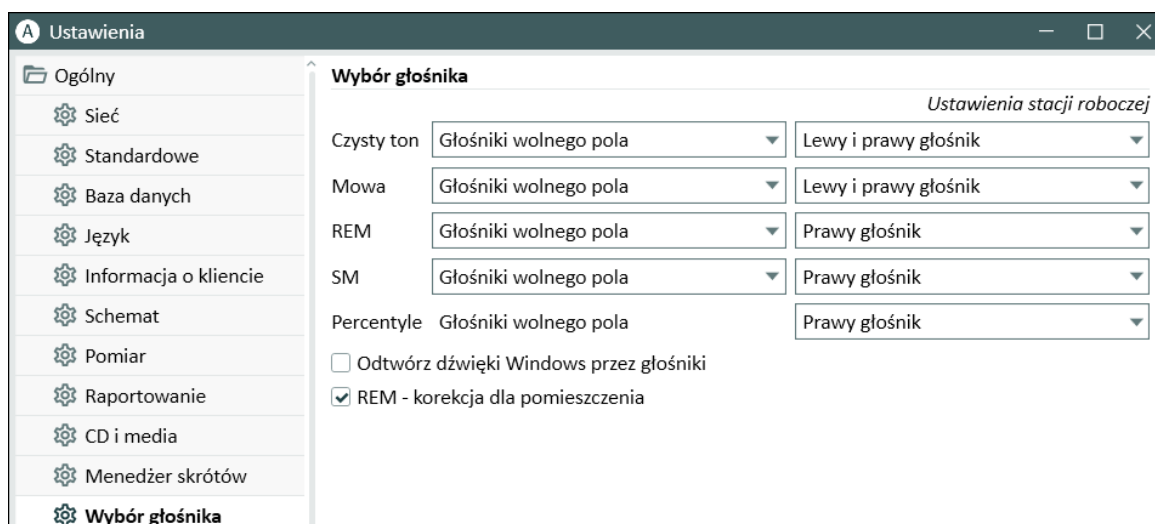 A Ustawienia
Ogólny
Sieć
Standardowe
Baza danych
Język
Informacja o kliencie
Schemat
Pomiar
Raportowanie
CD i media
Menedżer skrótów
Wybór głośnika
Wybór głośnika
Ustawienia stacji roboczej
Czysty ton Głośniki wolnego pola Lewy i prawy głośnik
Mowa Głośniki wolnego pola Lewy i prawy głośnik
REM Głośniki wolnego pola Prawy głośnik
SM Głośniki wolnego pola Prawy głośnik
Percentyle Głośniki wolnego pola Prawy głośnik
Odtwórz dźwięki Windows przez głośniki
REM - korekcja dla pomieszczenia